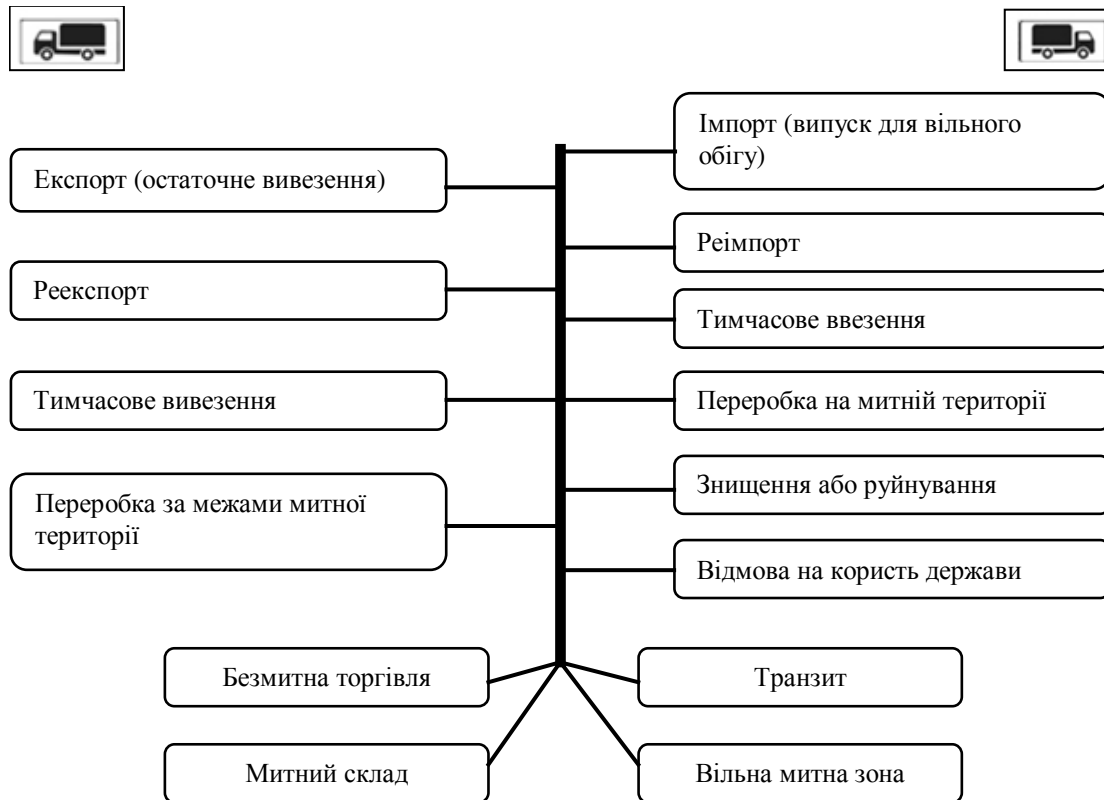 Експорт (остаточне вивезення)
Реекспорт
Тимчасове вивезення
Переробка за межами митної
території
Імпорт (випуск для вільного
обігу)
Реімпорт
Тимчасове ввезення
Переробка на митній території
Знищення або руйнування
Відмова на користь держави
Безмитна торгівля
Транзит
Митний склад
Вільна митна зона